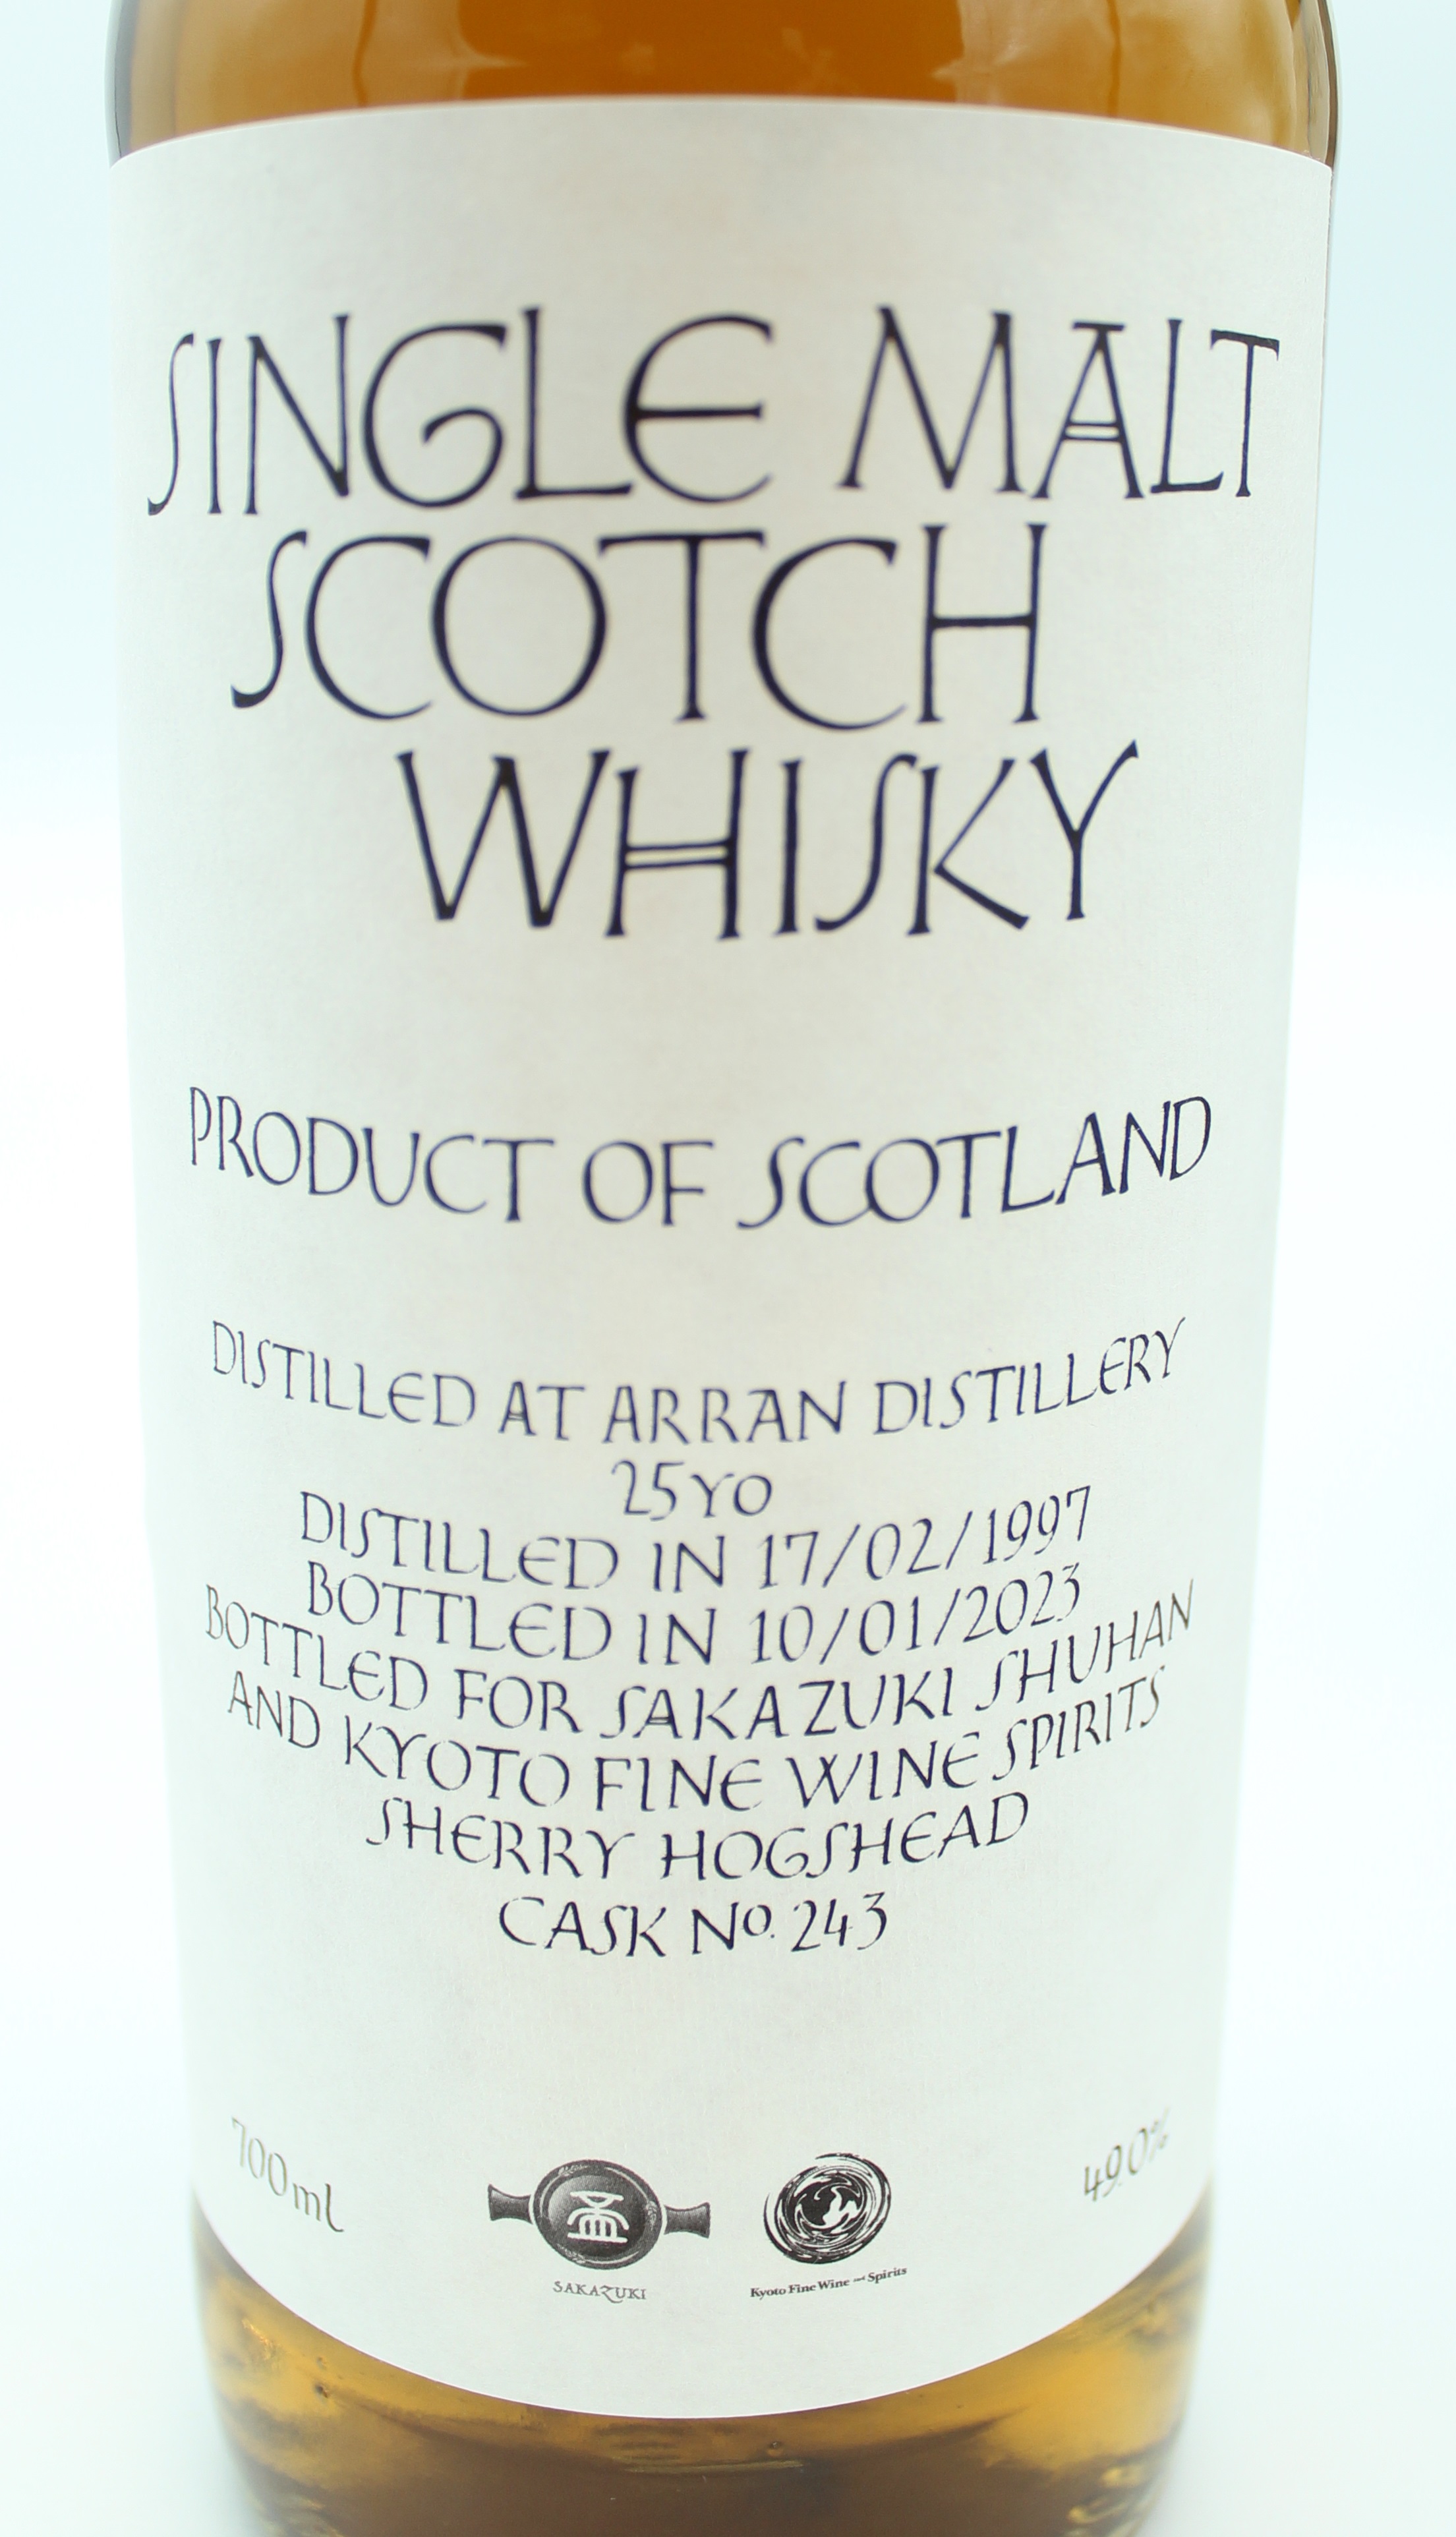 SINGLE MALT
SCOTCH
WHISKY
PRODUCT OF SCOTLAND
DISTILLED AT ARRAN DISTILLERY
25YO
DISTILLED IN 17/02/1997
BOTTLED IN 10/01/2023
BOTTLED FOR SAKAZUKI SHUHAN
AND KYOTO FINE WINE SPIRITS
SHERRY HOGSHEAD
CASK No. 243
700ml
49.0%
SAKAZUKI
Kyoto Fine Wine and Spirits